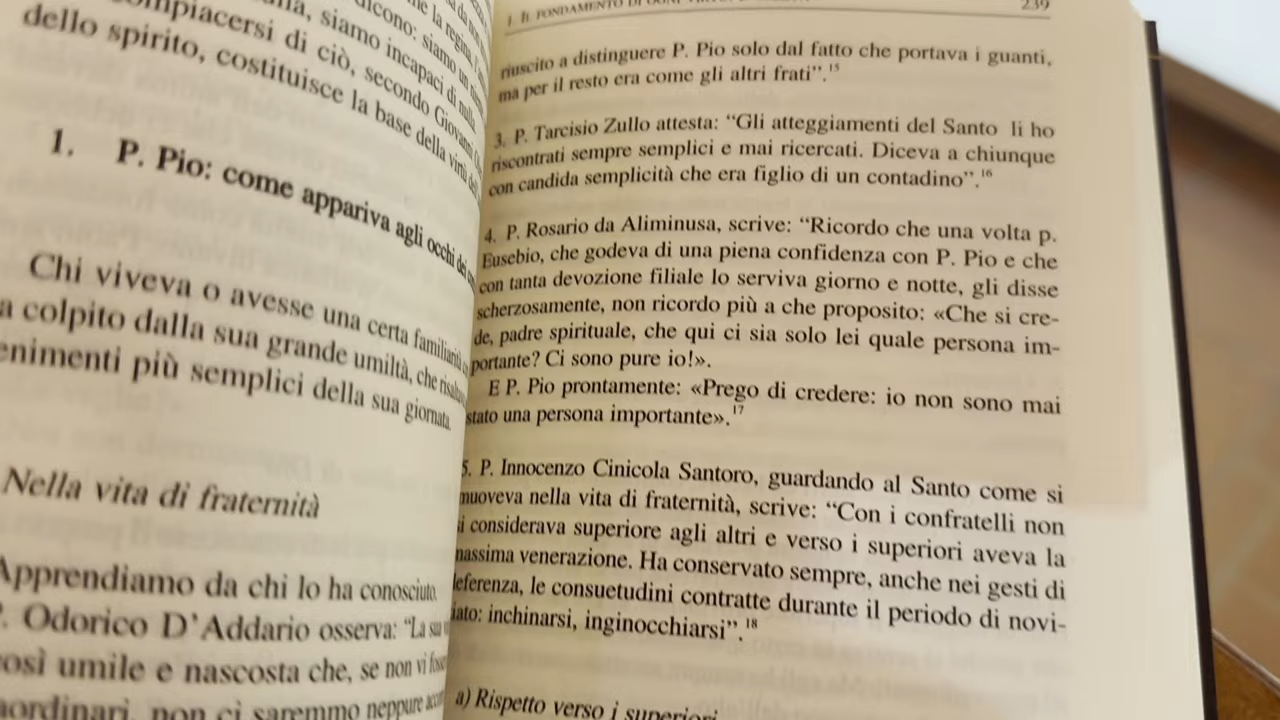 compiacersi di ciò, secondo Giovanni
dello spirito, costituisce la base della virtù
1. P. Pio: come appariva agli occhi dei
Chi viveva o avesse una certa familiarità
colpito dalla sua grande umiltà, che
più semplici della sua giornata.
Nella vita di fraternità
Apprendiamo da chi lo ha conosciuto.
P. Odorico D'Addario osserva: “La
così umile e nascosta che, se non vi
non ci saremmo neppure
239
riuscito a distinguere P. Pio solo dal fatto che portava i guanti,
ma per il resto era come gli altri frati”.15
3. P. Tarcisio Zullo attesta: “Gli atteggiamenti del Santo li ho
riscontrati sempre semplici e mai ricercati. Diceva a chiunque
con candida semplicità che era figlio di un contadino”.16
4. P. Rosario da Aliminusa, scrive: “Ricordo che una volta p.
Eusebio, che godeva di una piena confidenza con P. Pio e che
con tanta devozione filiale lo serviva giorno e notte, gli disse
scherzosamente, non ricordo più a che proposito: «Che si cre-
de, padre spirituale, che qui ci sia solo lei quale persona im-
portante? Ci sono pure io!».
E P. Pio prontamente: «Prego di credere: io non sono mai
stato una persona importante».17
5. P. Innocenzo Cinicola Santoro, guardando al Santo come si
muoveva nella vita di fraternità, scrive: “Con i confratelli non
si considerava superiore agli altri e verso i superiori aveva la
massima venerazione. Ha conservato sempre, anche nei gesti di
deferenza, le consuetudini contratte durante il periodo di novi-
ziato: inchinarsi, inginocchiarsi”.18
a) Rispetto verso i superiori